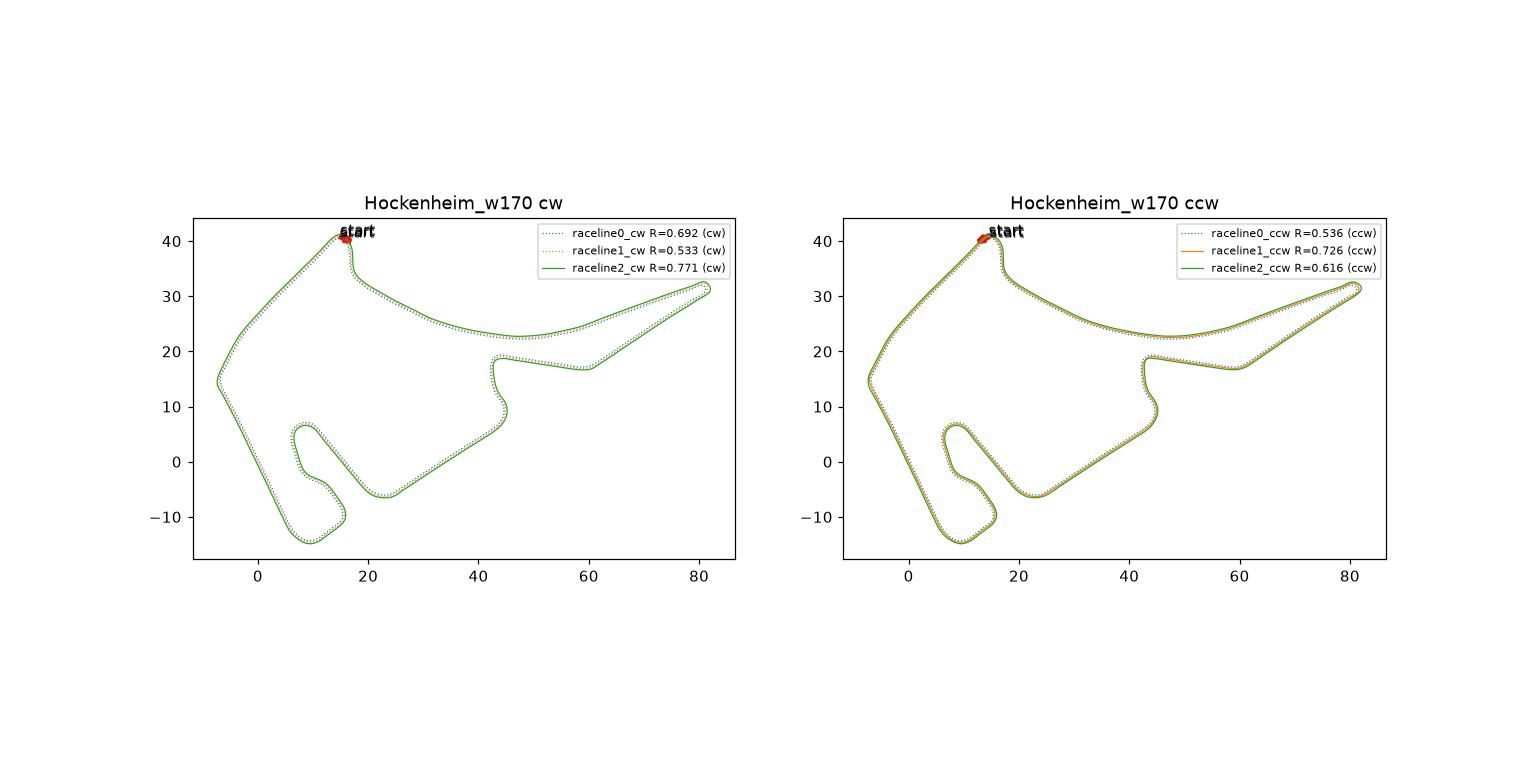 Hockenheim_w170 cw
start
start
raceline0_cw R=0.692 (cw)
raceline1_cw R=0.533 (cw)
raceline2_cw R=0.771 (cw)
40
30
20
10
0
−10
0
20
40
60
80
Hockenheim_w170 ccw
start
start
raceline0_ccw R=0.536 (ccw)
raceline1_ccw R=0.726 (ccw)
raceline2_ccw R=0.616 (ccw)
40
30
20
10
0
−10
0
20
40
60
80